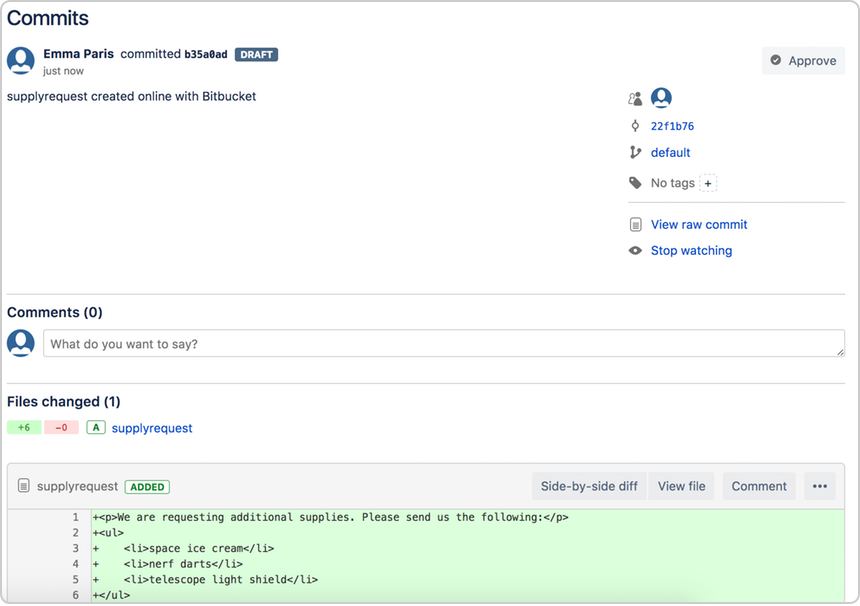 Commits
Emma Paris committed b35a0ad DRAFT
just now
Approve
supplyrequest created online with Bitbucket
22f1b76
default
No tags +
View raw commit
Stop watching
Comments (0)
What do you want to say?
Files changed (1)
+6 −0 A supplyrequest
supplyrequest ADDED Side-by-side diff View file Comment •••
1 +<p>We are requesting additional supplies. Please send us the following:</p>
2 +<ul>
3 +    <li>space ice cream</li>
4 +    <li>nerf darts</li>
5 +    <li>telescope light shield</li>
6 +</ul>